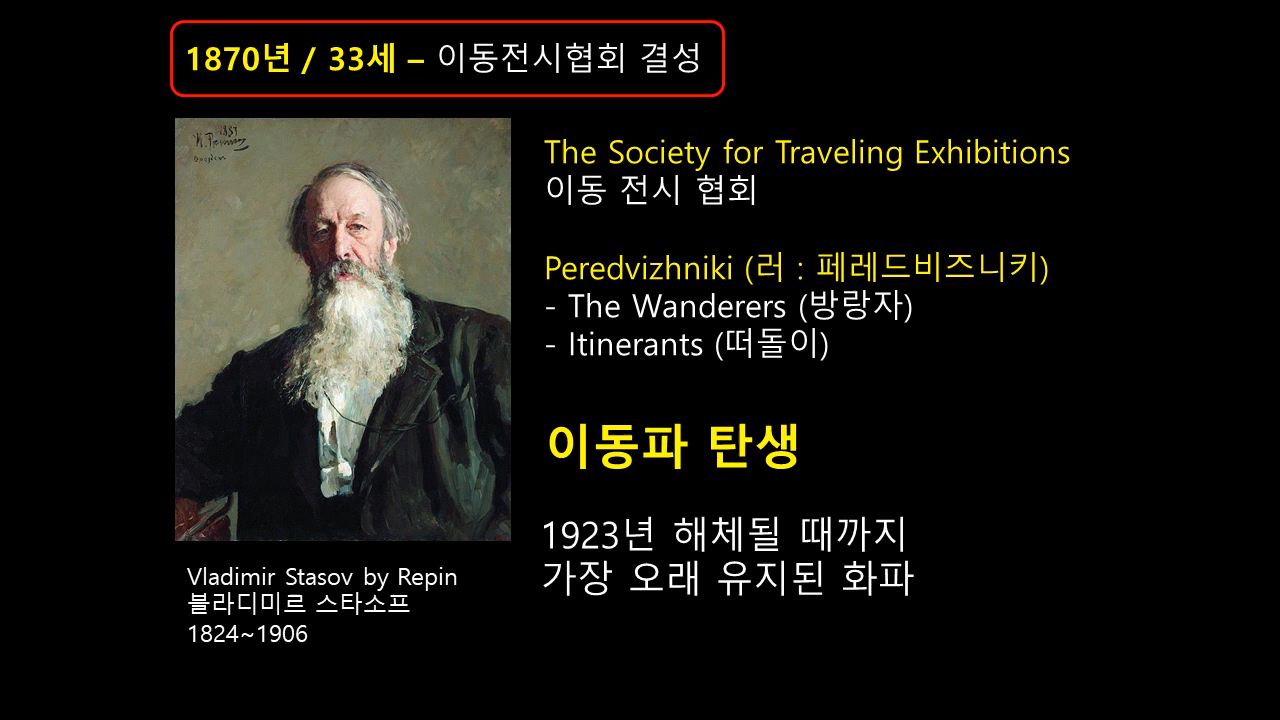 1870년 / 33세 – 이동전시협회 결성
1883
The Society for Traveling Exhibitions
이동 전시 협회
Peredvizhniki (러 : 페레드비즈니키)
- The Wanderers (방랑자)
- Itinerants (떠돌이)
이동파 탄생
1923년 해체될 때까지
가장 오래 유지된 화파
Vladimir Stasov by Repin
블라디미르 스타소프
1824~1906